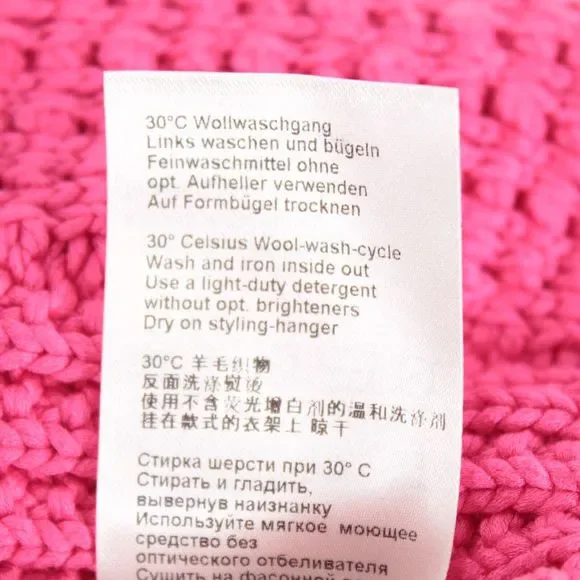 30°C Wollwaschgang
Links waschen und bügeln
Feinwaschmittel ohne
opt. Aufheller verwenden
Auf Formbügel trocknen
30° Celsius Wool-wash-cycle
Wash and iron inside out
Use a light-duty detergent
without opt. brighteners
Dry on styling-hanger
30°C 羊毛织物
反面洗涤熨烫
使用不含荧光增白剂的温和洗涤剂
挂在款式的衣架上 晾干
Стирка шерсти при 30° C
Стирать и гладить,
вывернув наизнанку
Используйте мягкое моющее
средство без
оптического отбеливателя
Сушить на фасонной